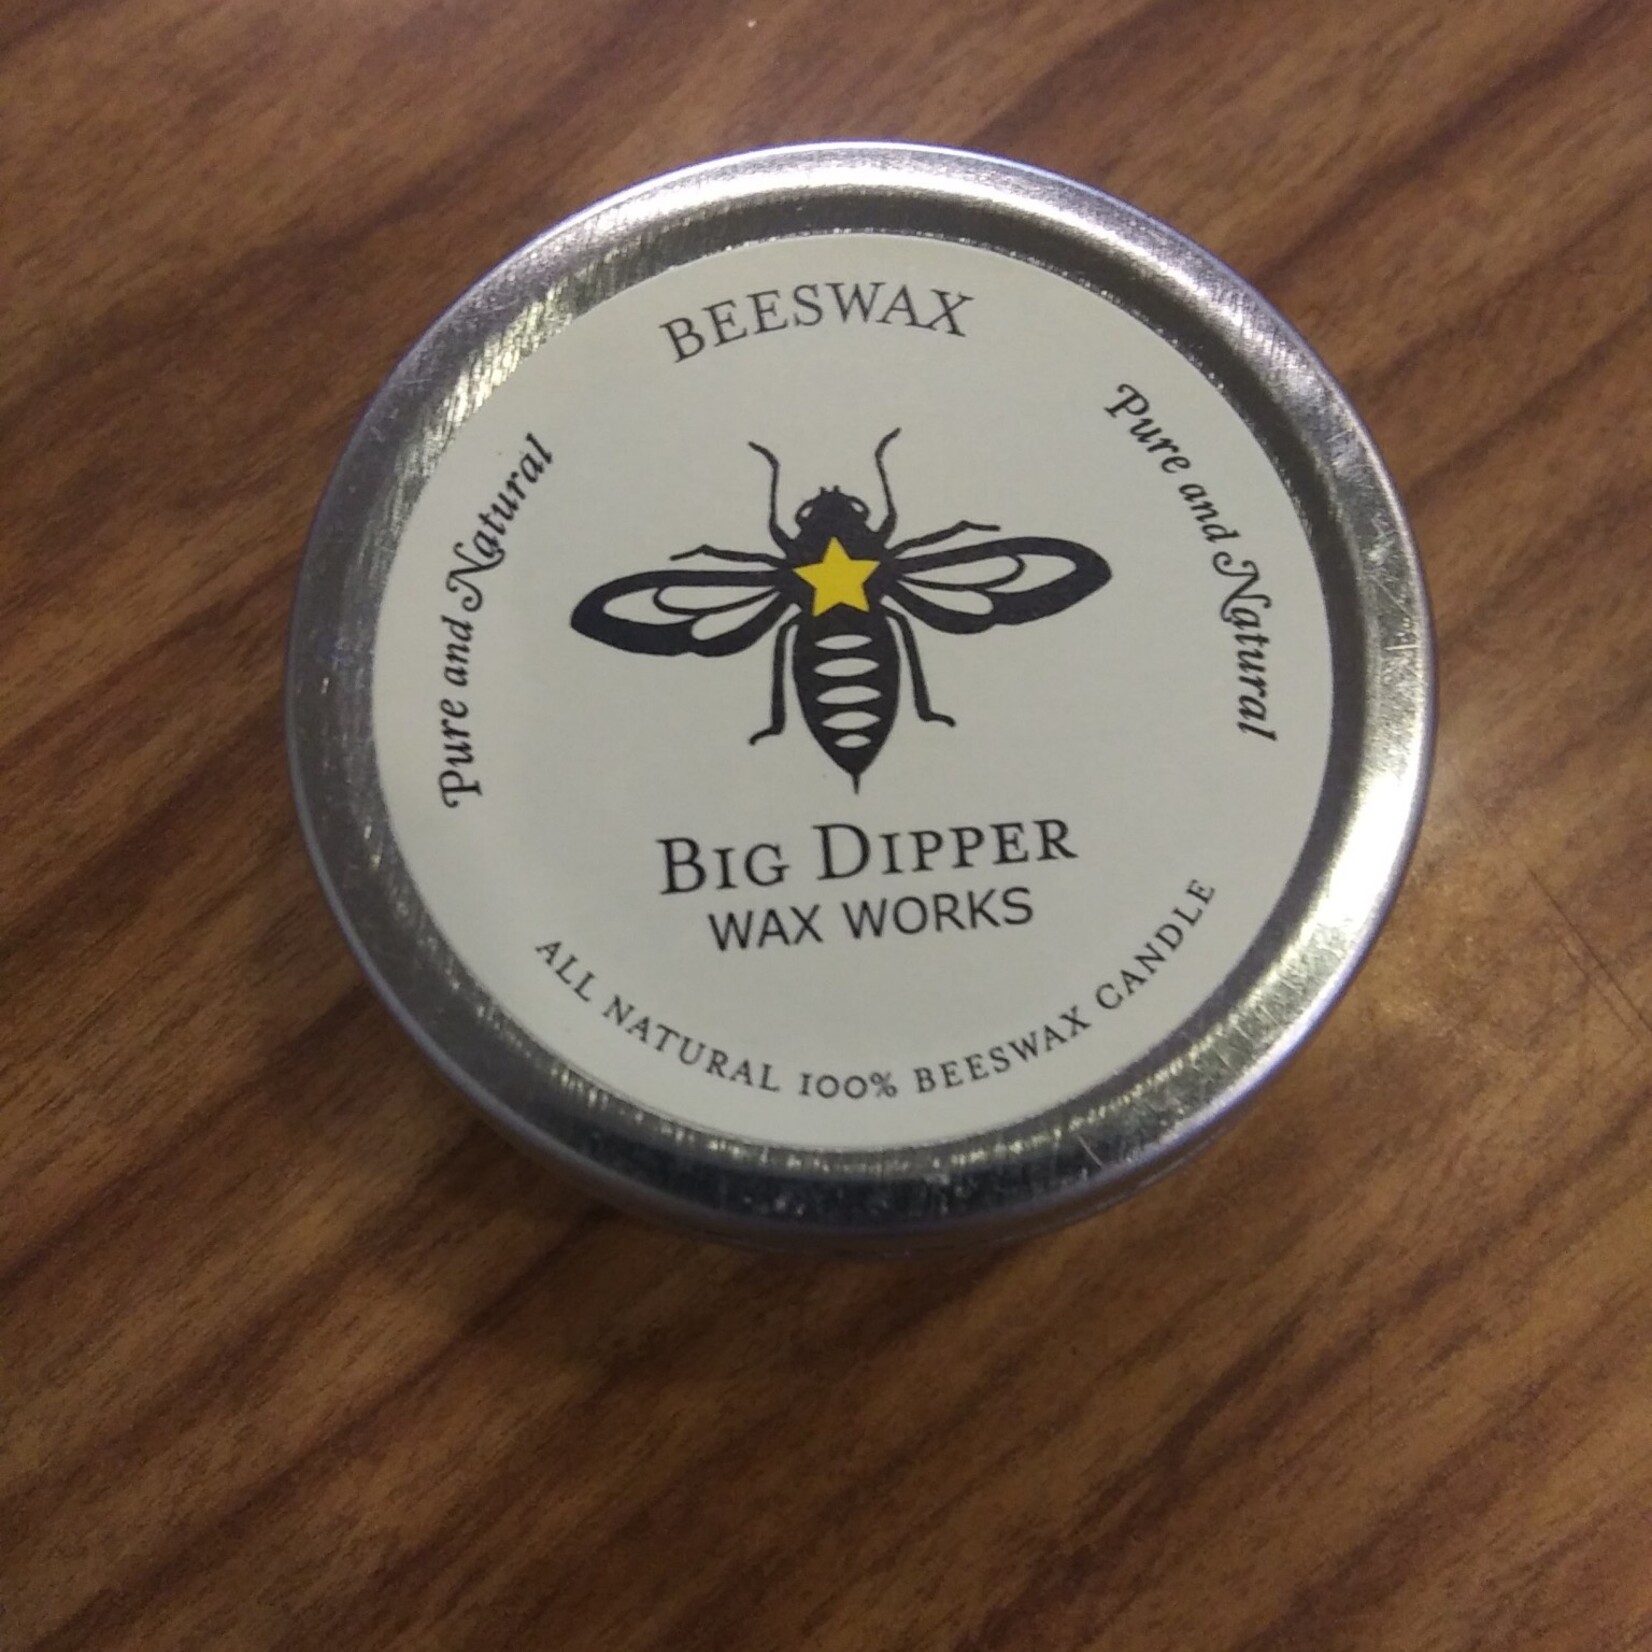 BEESWAX
Pure and Natural
Pure and Natural
BIG DIPPER
WAX WORKS
ALL NATURAL 100% BEESWAX CANDLE